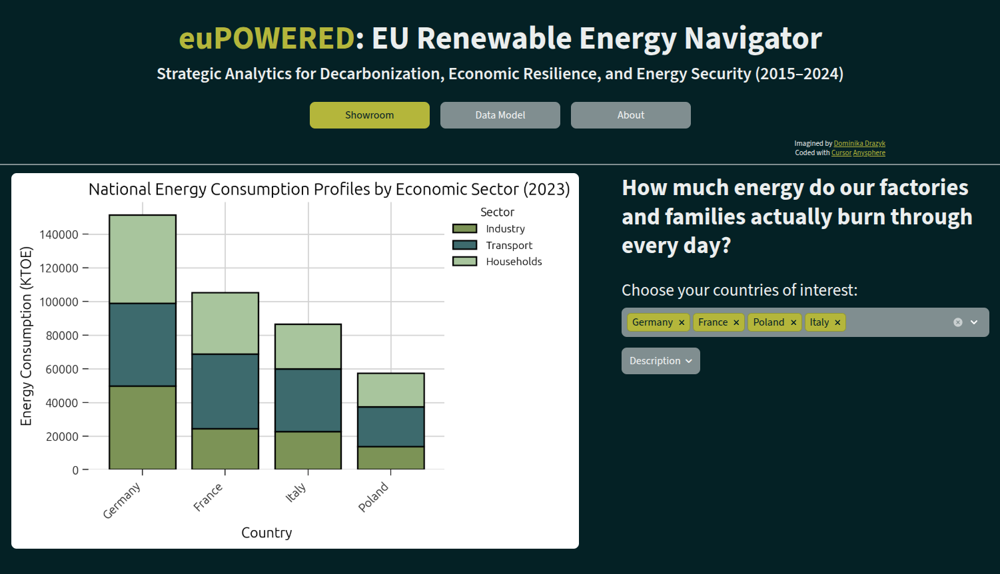 euPOWERED: EU Renewable Energy Navigator
Strategic Analytics for Decarbonization, Economic Resilience, and Energy Security (2015–2024)
Showroom
Data Model
About
Imagined by Dominika Drazyk
Coded with Cursor Anysphere
National Energy Consumption Profiles by Economic Sector (2023)
Sector
Industry
Transport
Households
Energy Consumption (KTOE)
140000
120000
100000
80000
60000
40000
20000
0
Germany
France
Italy
Poland
Country
How much energy do our factories
and families actually burn through
every day?
Choose your countries of interest:
Germany × France × Poland × Italy ×
Description